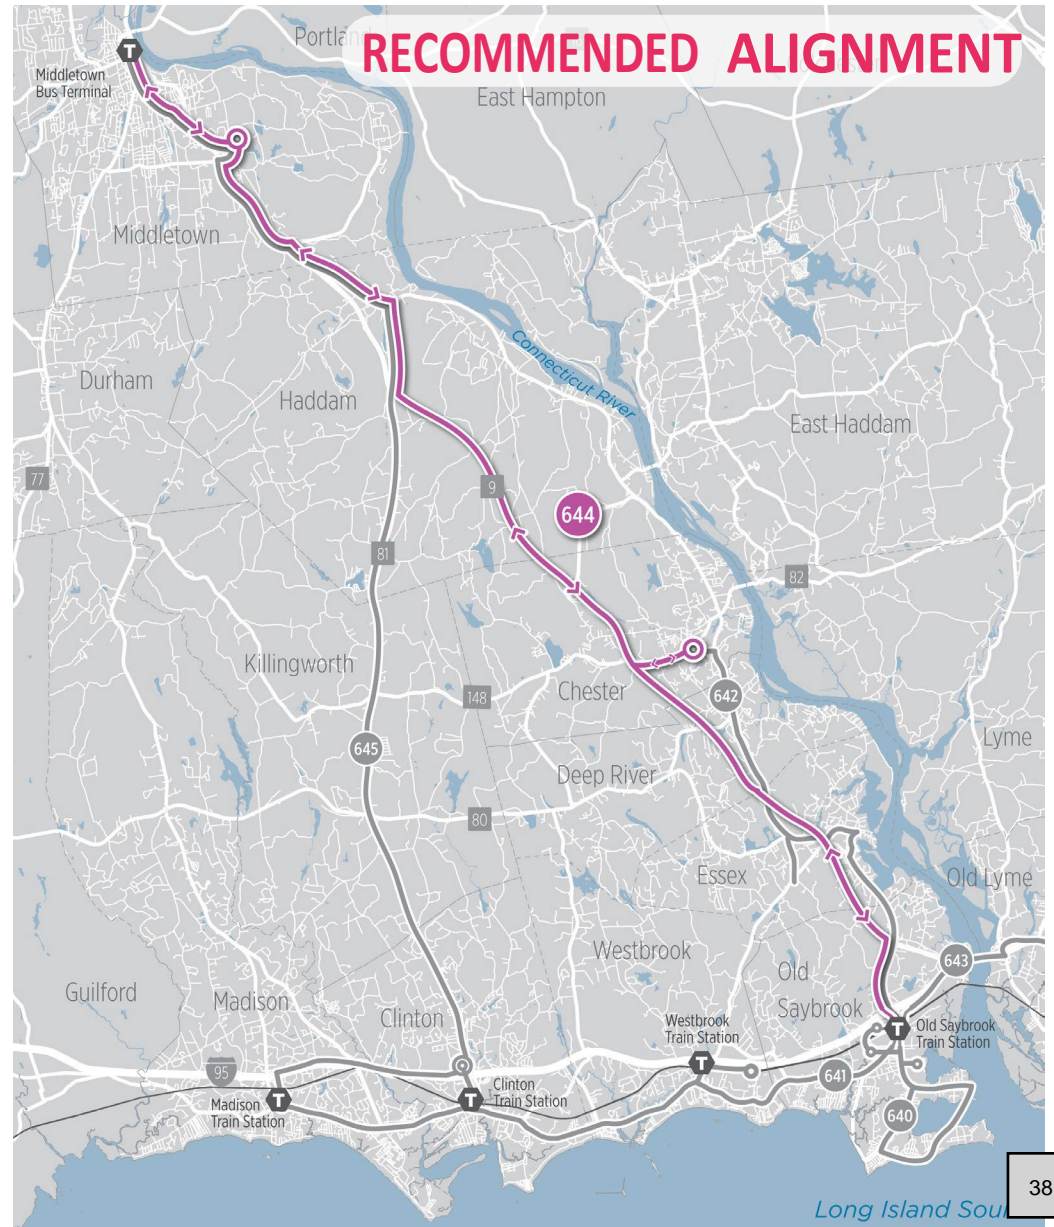 RECOMMENDED ALIGNMENT
East Hampton
Middletown
Bus Terminal
Middletown
Connecticut River
Durham
Haddam
East Haddam
77
9
644
81
82
Killingworth
Chester
148
642
645
Lyme
Deep River
80
Essex
Old Lyme
Westbrook
Old
Saybrook
643
Guilford
Madison
Clinton
Westbrook
Train Station
Old Saybrook
Train Station
95
641
Clinton
Train Station
Madison
Train Station
640
38
Long Island
T
T
T
T
T